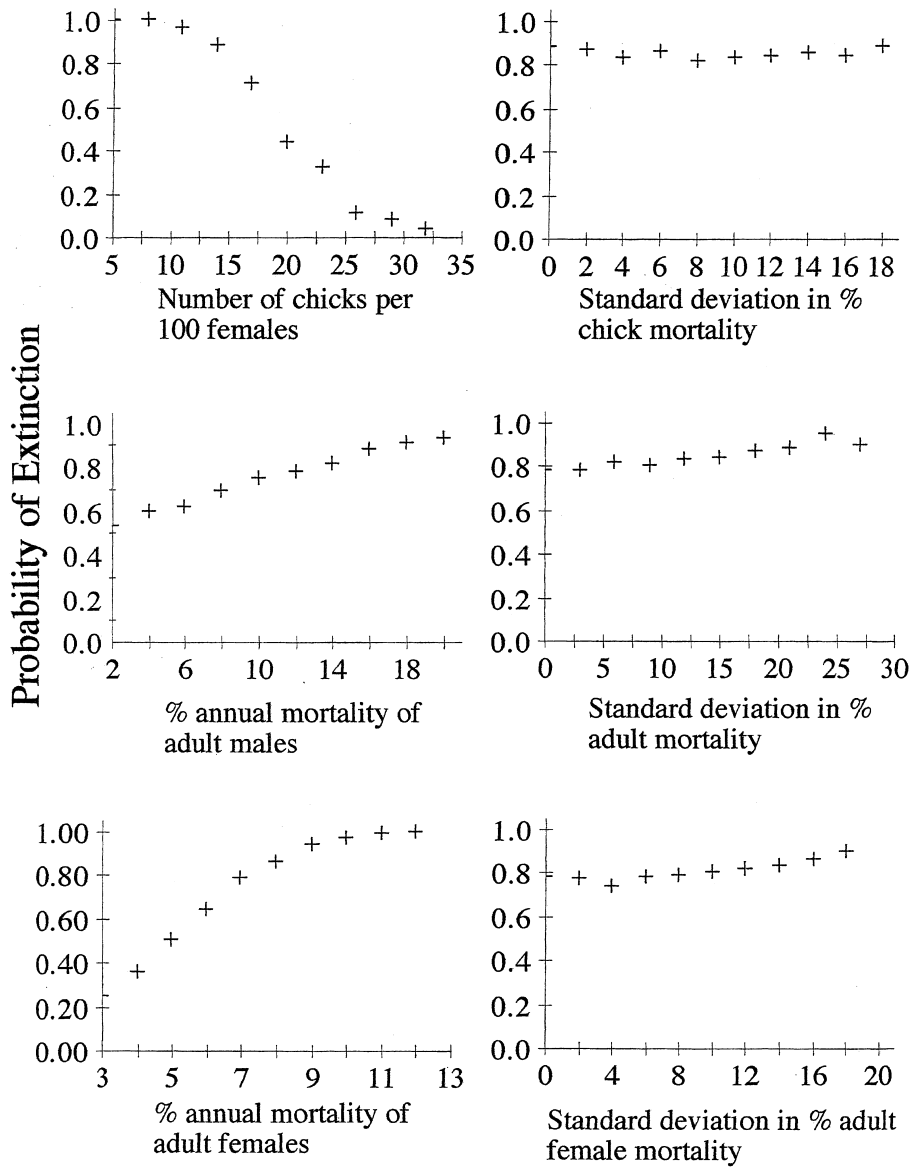 Probability of Extinction
1.0
0.8
0.6
0.4
0.2
0.0
5 10 15 20 25 30 35
Number of chicks per
100 females
1.0
0.8
0.6
0.4
0.2
0.0
0 2 4 6 8 10 12 14 16 18
Standard deviation in %
chick mortality
1.0
0.8
0.6
0.4
0.2
0.0
2 6 10 14 18
% annual mortality of
adult males
1.0
0.8
0.6
0.4
0.2
0.0
0 5 10 15 20 25 30
Standard deviation in %
adult mortality
1.00
0.80
0.60
0.40
0.20
0.00
3 5 7 9 11 13
% annual mortality of
adult females
1.0
0.8
0.6
0.4
0.2
0.0
0 4 8 12 16 20
Standard deviation in % adult
female mortality